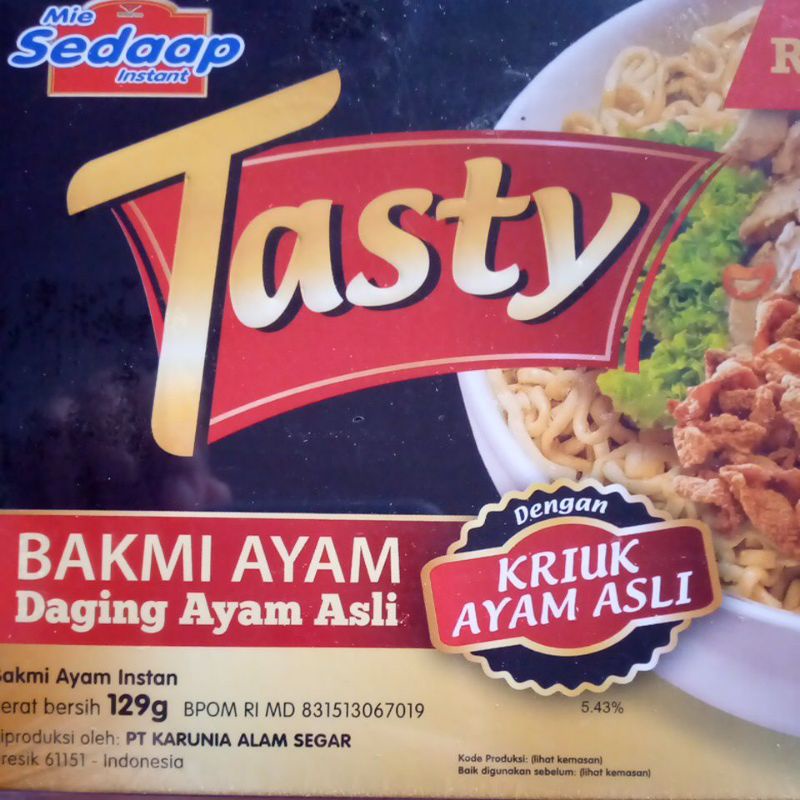 Mie
Sedaap
Instant
R
Tasty
BAKMI AYAM
Daging Ayam Asli
Dengan
KRIUK
AYAM ASLI
akmi Ayam Instan
erat bersih 129g BPOM RI MD 831513067019
5.43%
iproduksi oleh: PT KARUNIA ALAM SEGAR
resik 61151 - Indonesia
Kode Produksi: (lihat kemasan)
Baik digunakan sebelum: (lihat kemasan)